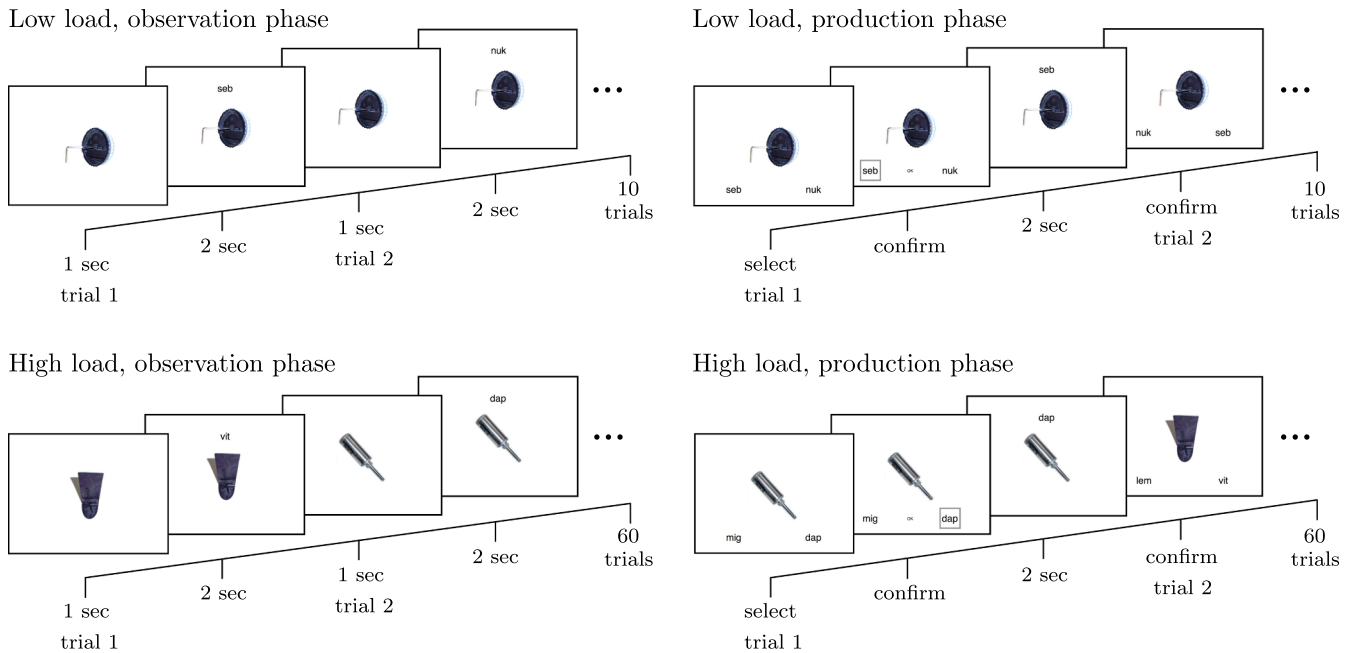 Low load, observation phase
seb
nuk
1 sec
trial 1
2 sec
1 sec
trial 2
2 sec
10
trials
Low load, production phase
seb nuk
seb OK nuk
seb
nuk seb
select
trial 1
confirm
2 sec
confirm
trial 2
10
trials
High load, observation phase
vit
dap
1 sec
trial 1
2 sec
1 sec
trial 2
2 sec
60
trials
High load, production phase
mig dap
mig OK dap
dap
lem vit
select
trial 1
confirm
2 sec
confirm
trial 2
60
trials